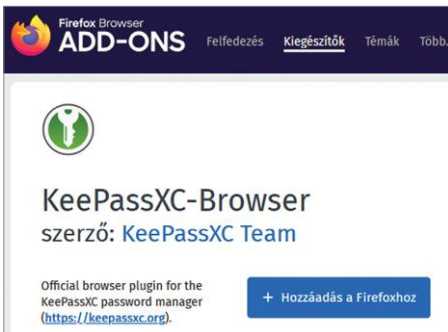 Firefox Browser
ADD-ONS
Felfedezés Kiegészítők Témák Több
KeePassXC-Browser
szerző: KeePassXC Team
Official browser plugin for the
KeePassXC password manager
(https://keepassxc.org).
+ Hozzáadás a Firefoxhoz